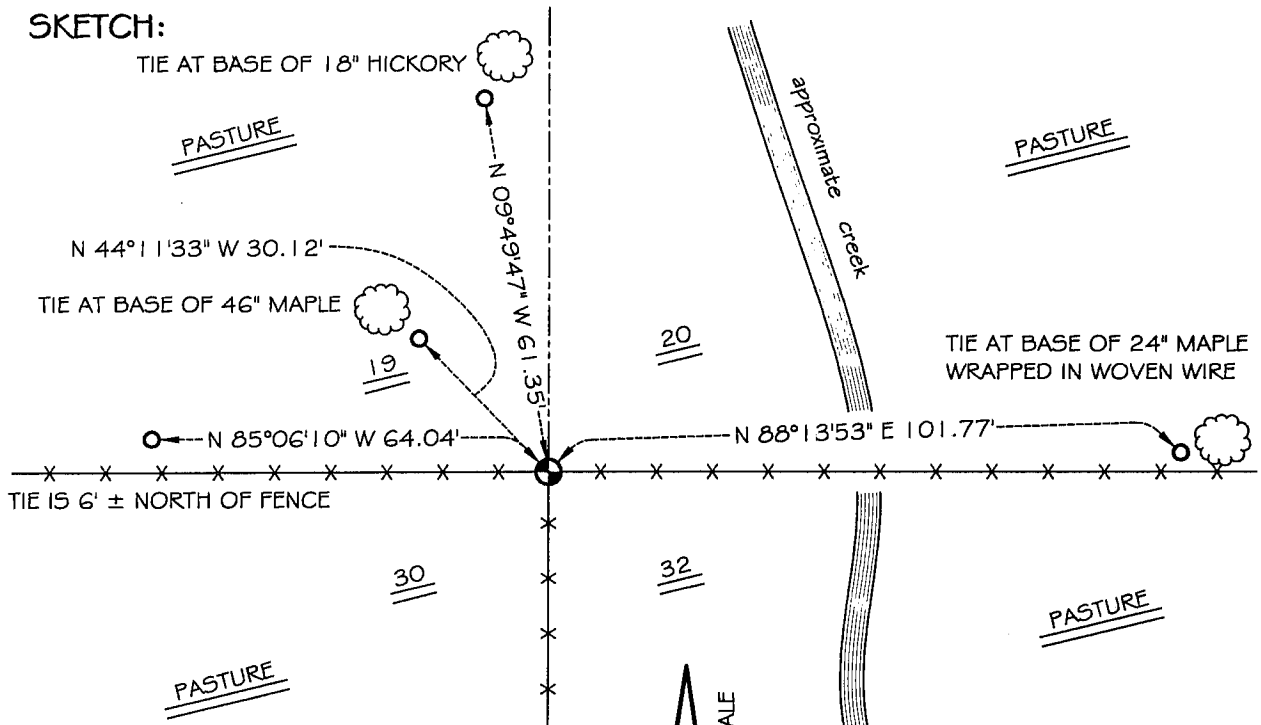 SKETCH:
TIE AT BASE OF 18" HICKORY
PASTURE
approximate creek
PASTURE
N 09°49'47" W 61.35'
N 44°11'33" W 30.12'
TIE AT BASE OF 46" MAPLE
19
20
TIE AT BASE OF 24" MAPLE
WRAPPED IN WOVEN WIRE
N 85°06'10" W 64.04'
N 88°13'53" E 101.77'
TIE IS 6' ± NORTH OF FENCE
30
32
PASTURE
PASTURE